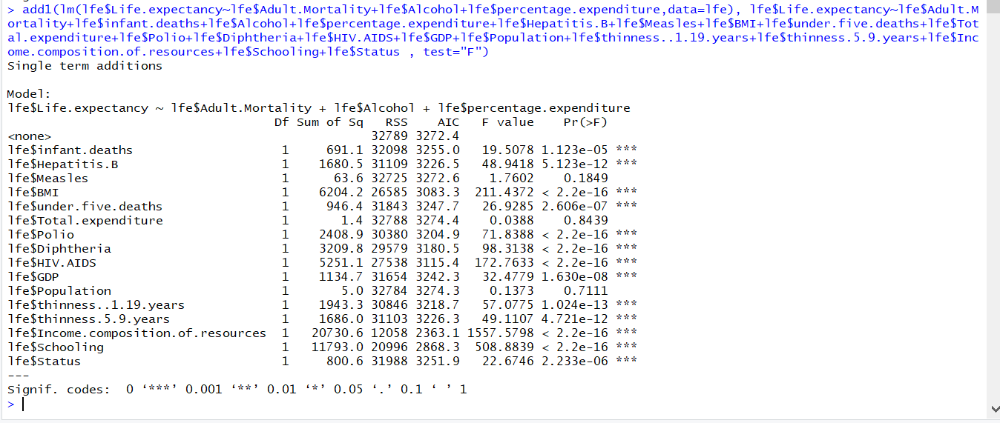 > add1(lm(lfe$Life.expectancy~lfe$Adult.Mortality+lfe$Alcohol+lfe$percentage.expenditure,data=lfe), lfe$Life.expectancy~lfe$Adult.M
ortality+lfe$infant.deaths+lfe$Alcohol+lfe$percentage.expenditure+lfe$Hepatitis.B+lfe$Measles+lfe$BMI+lfe$under.five.deaths+lfe$Tot
al.expenditure+lfe$Polio+lfe$Diphtheria+lfe$HIV.AIDS+lfe$GDP+lfe$Population+lfe$thinness..1.19.years+lfe$thinness.5.9.years+lfe$Inc
ome.composition.of.resources+lfe$Schooling+lfe$Status , test="F")
Single term additions
Model:
lfe$Life.expectancy ~ lfe$Adult.Mortality + lfe$Alcohol + lfe$percentage.expenditure
Df Sum of Sq RSS AIC F value Pr(>F)
<none> 32789 3272.4
lfe$infant.deaths 1 691.1 32098 3255.0 19.5078 1.123e-05 ***
lfe$Hepatitis.B 1 1680.5 31109 3226.5 48.9418 5.123e-12 ***
lfe$Measles 1 63.6 32725 3272.6 1.7602 0.1849
lfe$BMI 1 6204.2 26585 3083.3 211.4372 < 2.2e-16 ***
lfe$under.five.deaths 1 946.4 31843 3247.7 26.9285 2.606e-07 ***
lfe$Total.expenditure 1 1.4 32788 3274.4 0.0388 0.8439
lfe$Polio 1 2408.9 30380 3204.9 71.8388 < 2.2e-16 ***
lfe$Diphtheria 1 3209.8 29579 3180.5 98.3138 < 2.2e-16 ***
lfe$HIV.AIDS 1 5251.1 27538 3115.4 172.7633 < 2.2e-16 ***
lfe$GDP 1 1134.7 31654 3242.3 32.4779 1.630e-08 ***
lfe$Population 1 5.0 32784 3274.3 0.1373 0.7111
lfe$thinness..1.19.years 1 1943.3 30846 3218.7 57.0775 1.024e-13 ***
lfe$thinness.5.9.years 1 1686.0 31103 3226.3 49.1107 4.721e-12 ***
lfe$Income.composition.of.resources 1 20730.6 12058 2363.1 1557.5798 < 2.2e-16 ***
lfe$Schooling 1 11793.0 20996 2868.3 508.8839 < 2.2e-16 ***
lfe$Status 1 800.6 31988 3251.9 22.6746 2.233e-06 ***
---
Signif. codes: 0 ‘***’ 0.001 ‘**’ 0.01 ‘*’ 0.05 ‘.’ 0.1 ‘ ’ 1
>